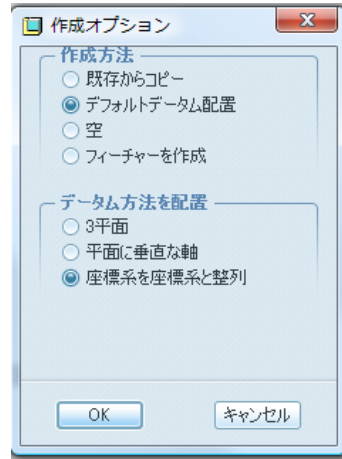 作成オプション
作成方法
既存からコピー
デフォルトデータム配置
空
フィーチャーを作成
データム方法を配置
3平面
平面に垂直な軸
座標系を座標系と整列
OK
キャンセル